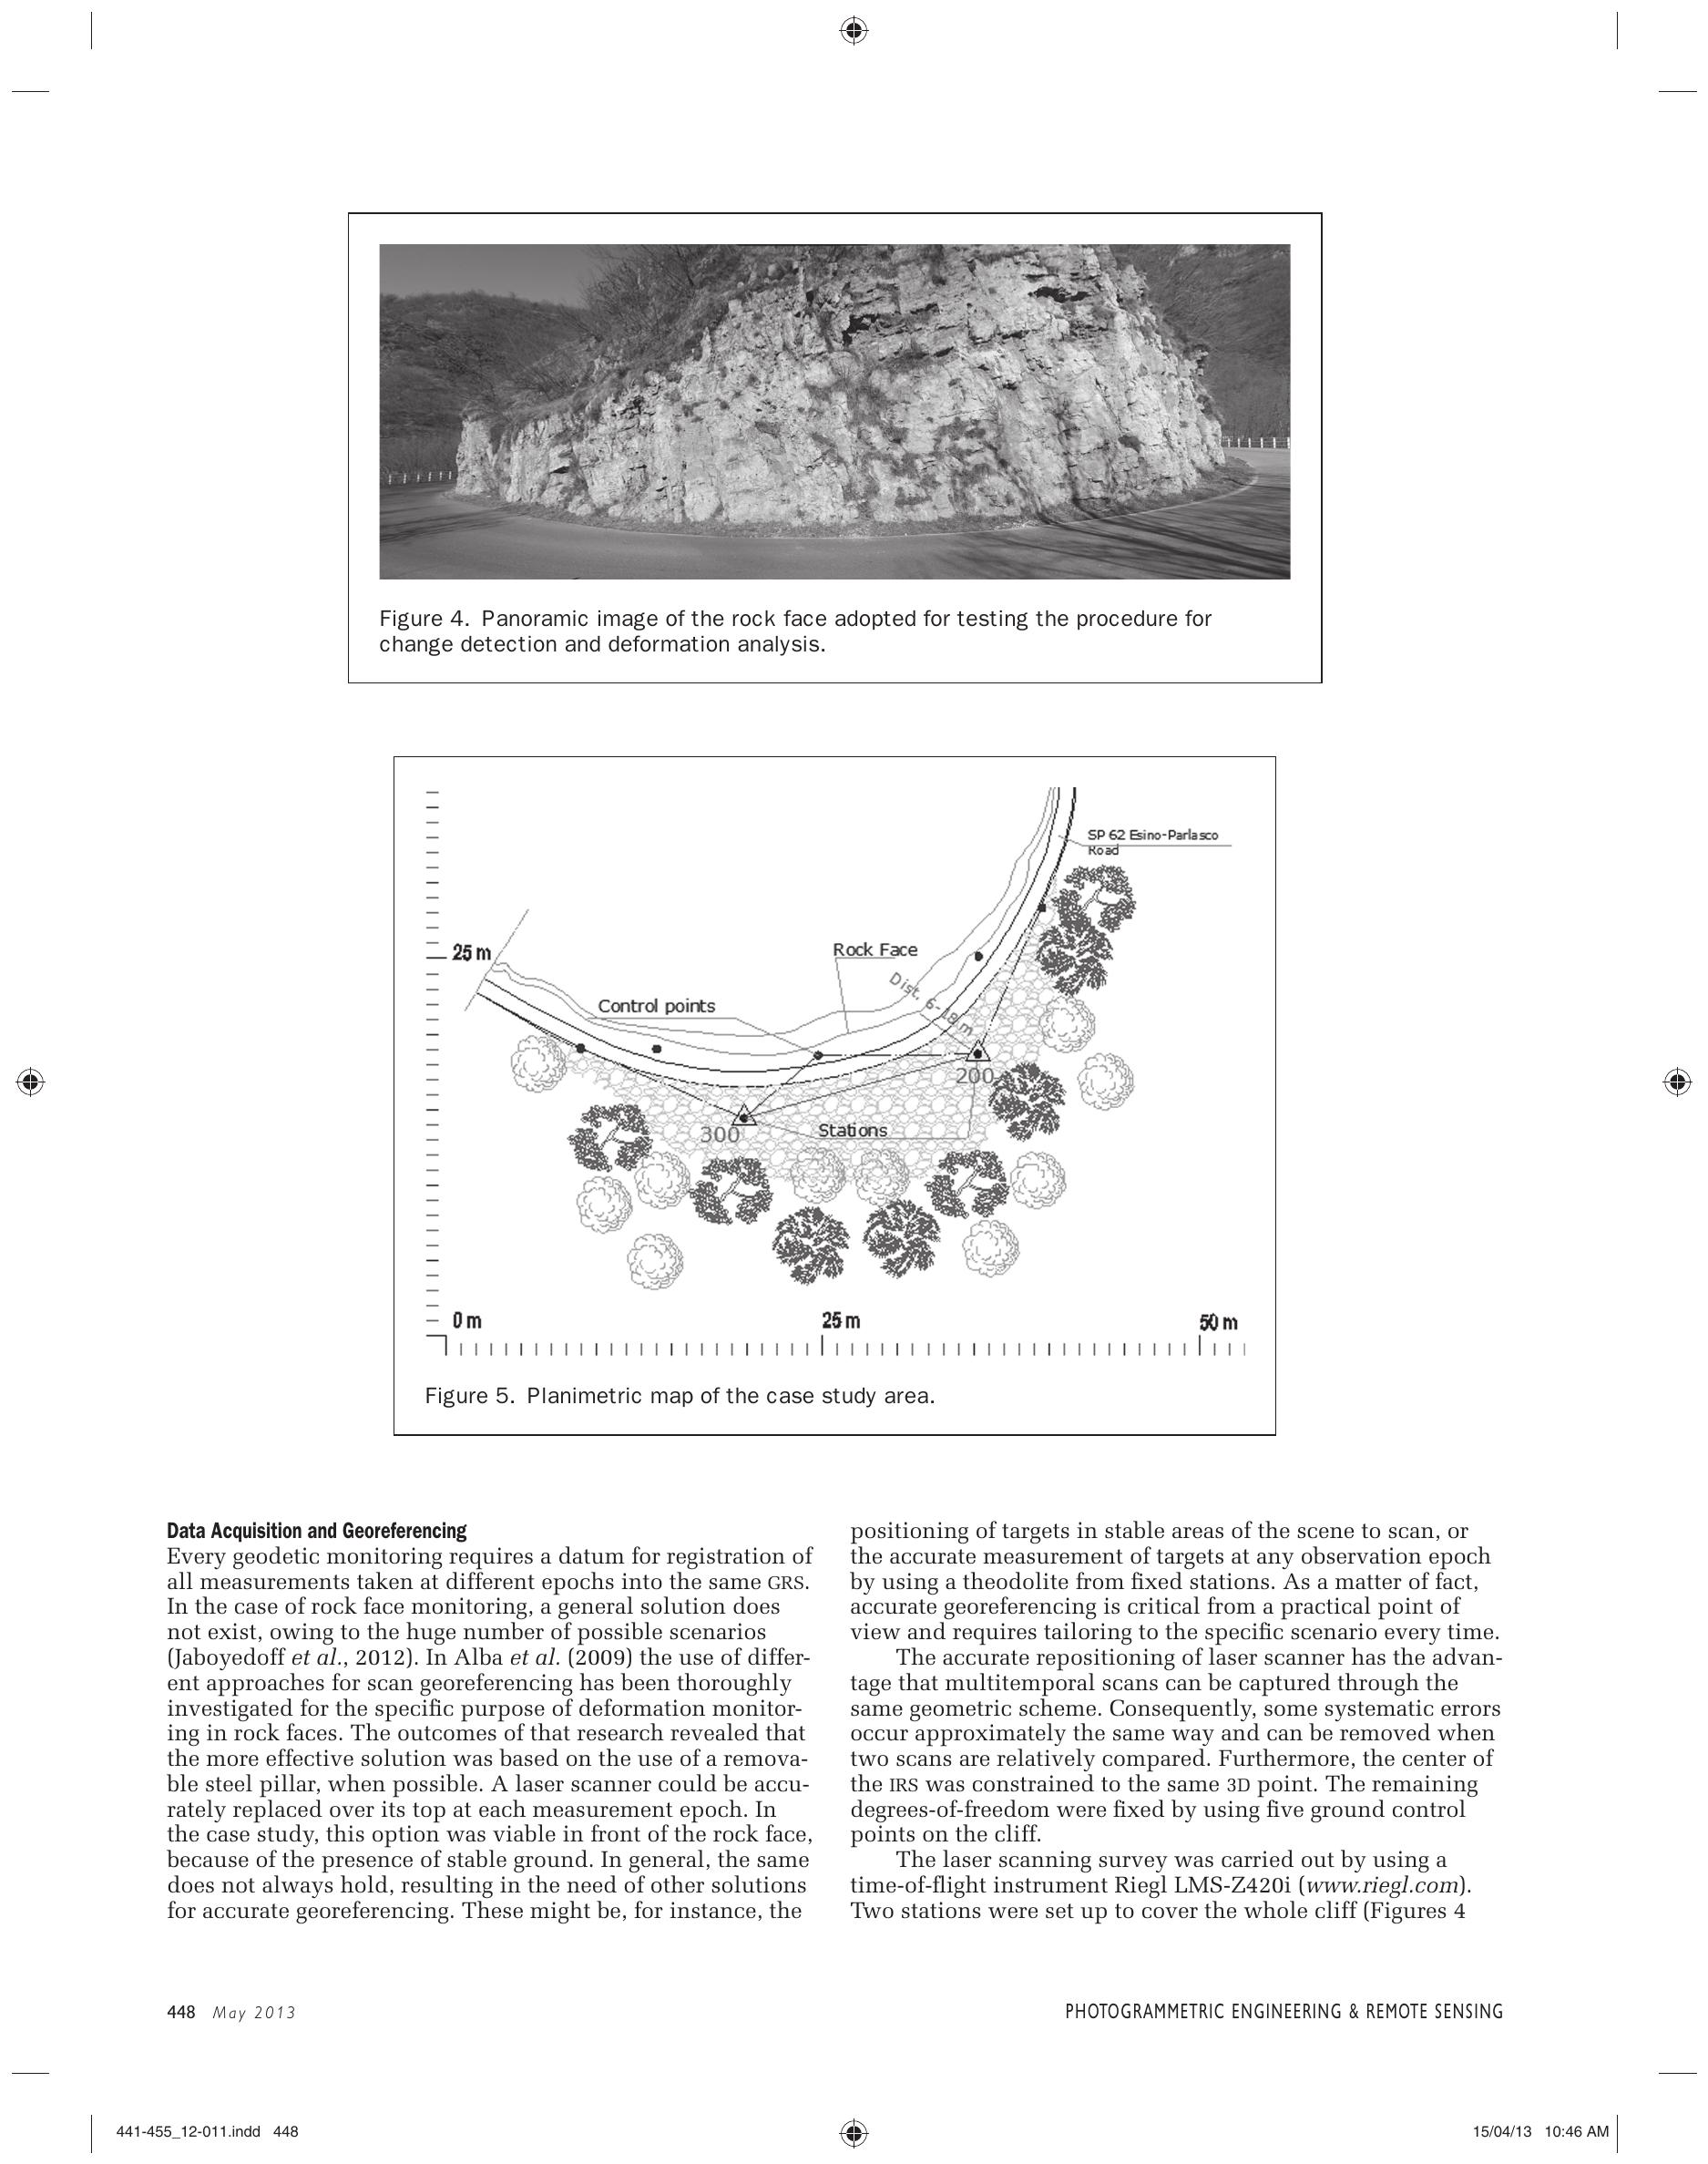 Figure 4. Panoramic image of the rock face adopted for testing the procedure for
change detection and deformation analysis.
SP 62 Esino-Parlasco
Road
25 m
Rock Face
Dist. 6-18 m
Control points
200
300
Stations
0 m
25 m
50 m
Figure 5. Planimetric map of the case study area.
Data Acquisition and Georeferencing
Every geodetic monitoring requires a datum for registration of
all measurements taken at different epochs into the same GRS.
In the case of rock face monitoring, a general solution does
not exist, owing to the huge number of possible scenarios
(Jaboyedoff et al., 2012). In Alba et al. (2009) the use of differ-
ent approaches for scan georeferencing has been thoroughly
investigated for the specific purpose of deformation monitor-
ing in rock faces. The outcomes of that research revealed that
the more effective solution was based on the use of a remova-
ble steel pillar, when possible. A laser scanner could be accu-
rately replaced over its top at each measurement epoch. In
the case study, this option was viable in front of the rock face,
because of the presence of stable ground. In general, the same
does not always hold, resulting in the need of other solutions
for accurate georeferencing. These might be, for instance, the
positioning of targets in stable areas of the scene to scan, or
the accurate measurement of targets at any observation epoch
by using a theodolite from fixed stations. As a matter of fact,
accurate georeferencing is critical from a practical point of
view and requires tailoring to the specific scenario every time.
The accurate repositioning of laser scanner has the advan-
tage that multitemporal scans can be captured through the
same geometric scheme. Consequently, some systematic errors
occur approximately the same way and can be removed when
two scans are relatively compared. Furthermore, the center of
the IRS was constrained to the same 3D point. The remaining
degrees-of-freedom were fixed by using five ground control
points on the cliff.
The laser scanning survey was carried out by using a
time-of-flight instrument Riegl LMS-Z420i (www.riegl.com).
Two stations were set up to cover the whole cliff (Figures 4
448 May 2013
PHOTOGRAMMETRIC ENGINEERING & REMOTE SENSING
441-455_12-011.indd 448
15/04/13 10:46 AM